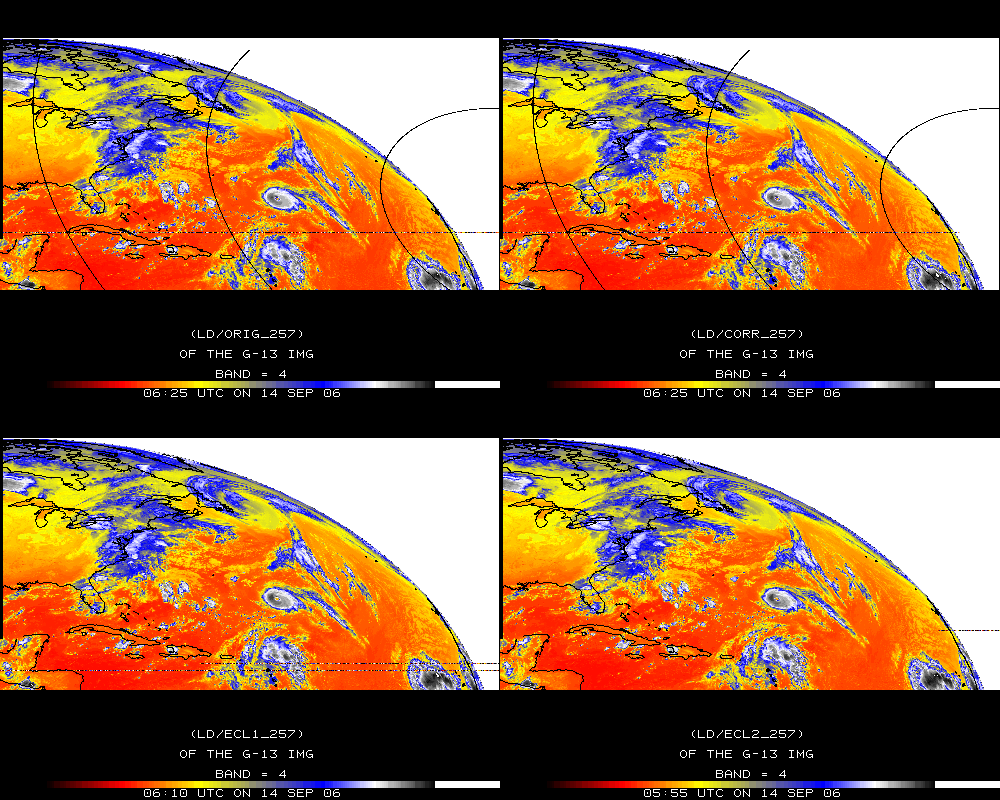 (LD/ORIG_257)
OF THE G-13 IMG
BAND = 4
06:25 UTC ON 14 SEP 06
(LD/CORR_257)
OF THE G-13 IMG
BAND = 4
06:25 UTC ON 14 SEP 06
(LD/ECL1_257)
OF THE G-13 IMG
BAND = 4
06:10 UTC ON 14 SEP 06
(LD/ECL2_257)
OF THE G-13 IMG
BAND = 4
05:55 UTC ON 14 SEP 06